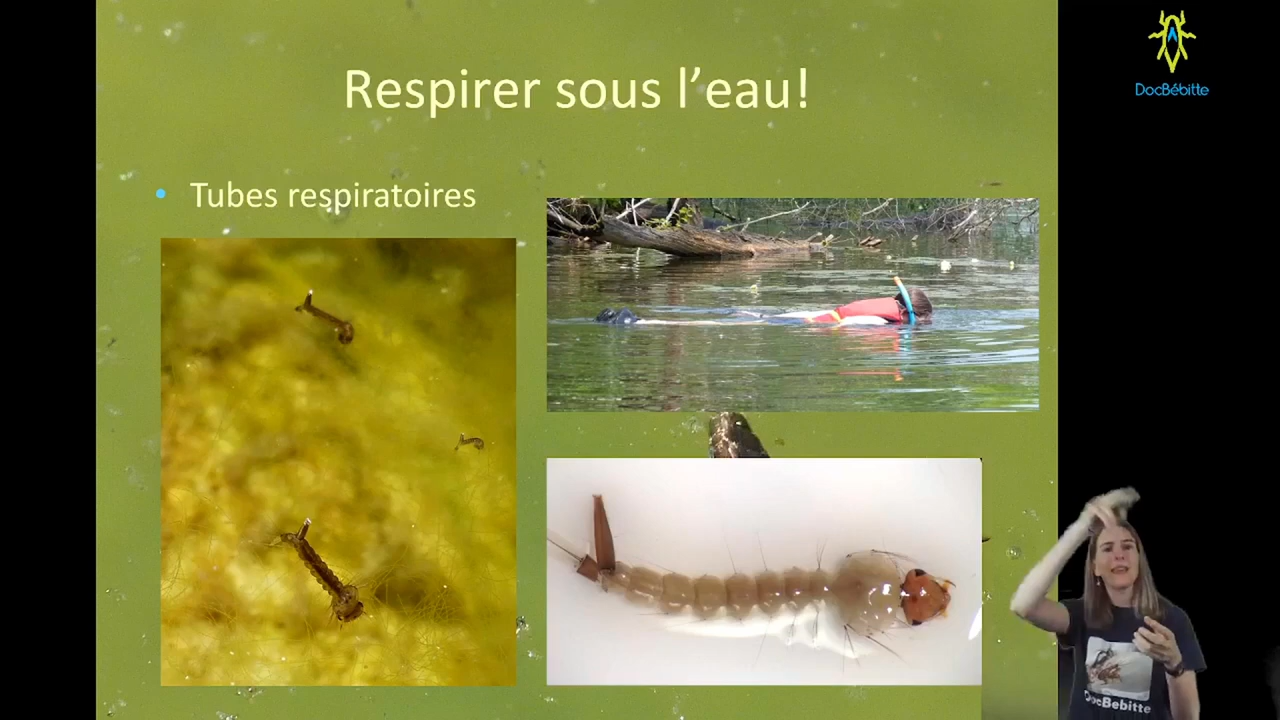 Respirer sous l’eau!
• Tubes respiratoires
DocBébitte
DocBebitte